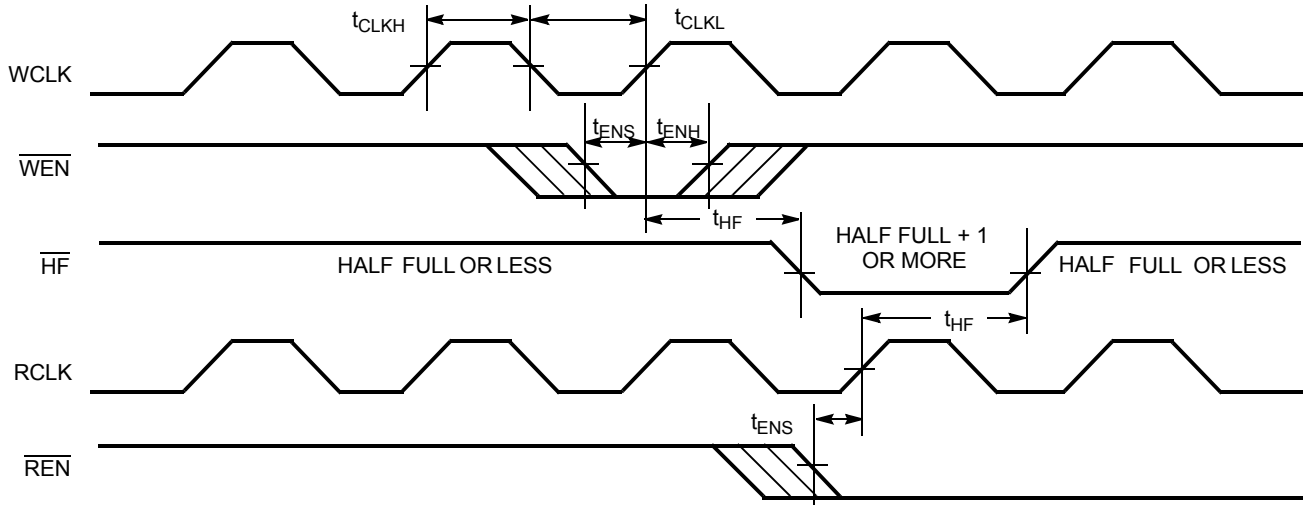 tCLKH
tCLKL
WCLK
tENS
tENH
WEN
tHF
HF
HALF FULL OR LESS
HALF FULL + 1
OR MORE
HALF FULL OR LESS
tHF
RCLK
tENS
REN